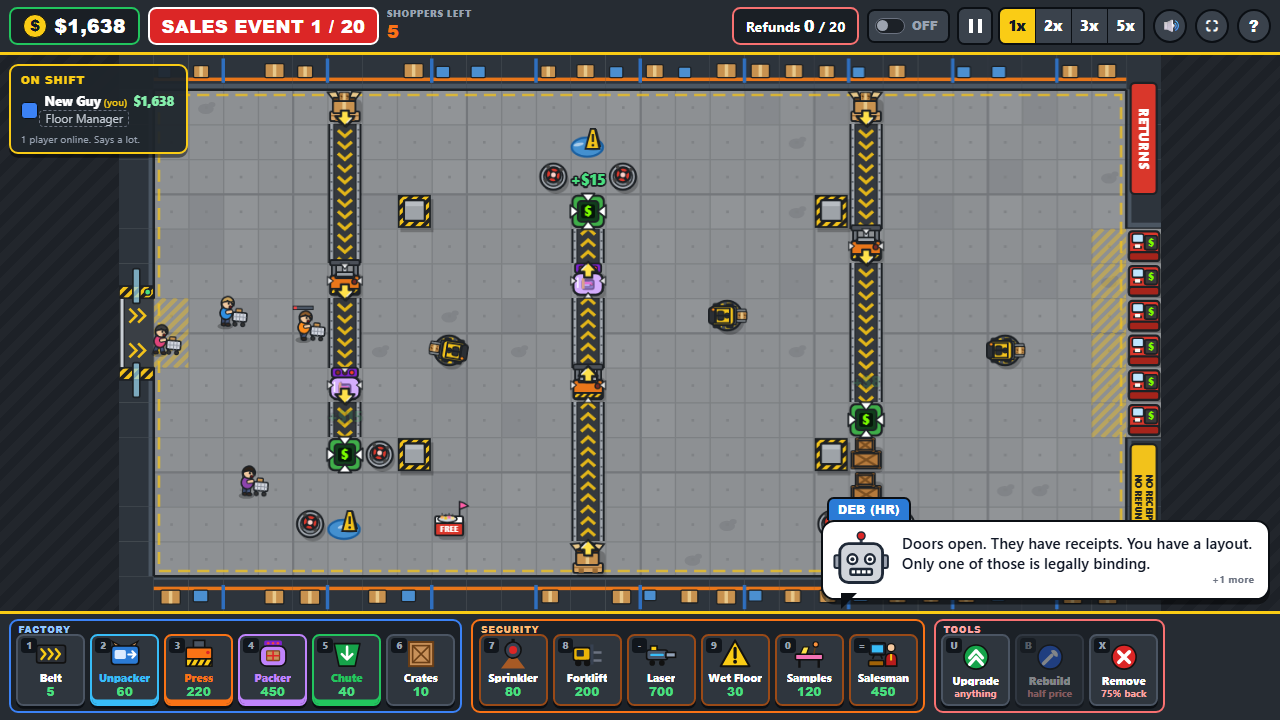 $ $1,638
SALES EVENT 1 / 20
SHOPPERS LEFT
5
Refunds 0 / 20
OFF
1x
2x
3x
5x
?
ON SHIFT
New Guy (you) $1,638
Floor Manager
1 player online. Says a lot.
+$15
FREE
RETURNS
DEB (HR)
Doors open. They have receipts. You have a layout.
Only one of those is legally binding.
+1 more
FACTORY
1
Belt
5
2
Unpacker
60
3
Press
220
4
Packer
450
5
Chute
40
6
Crates
10
SECURITY
7
Sprinkler
80
8
Forklift
200
-
Laser
700
9
Wet Floor
30
0
Samples
120
=
Salesman
450
TOOLS
U
Upgrade
anything
B
Rebuild
half price
X
Remove
75% back